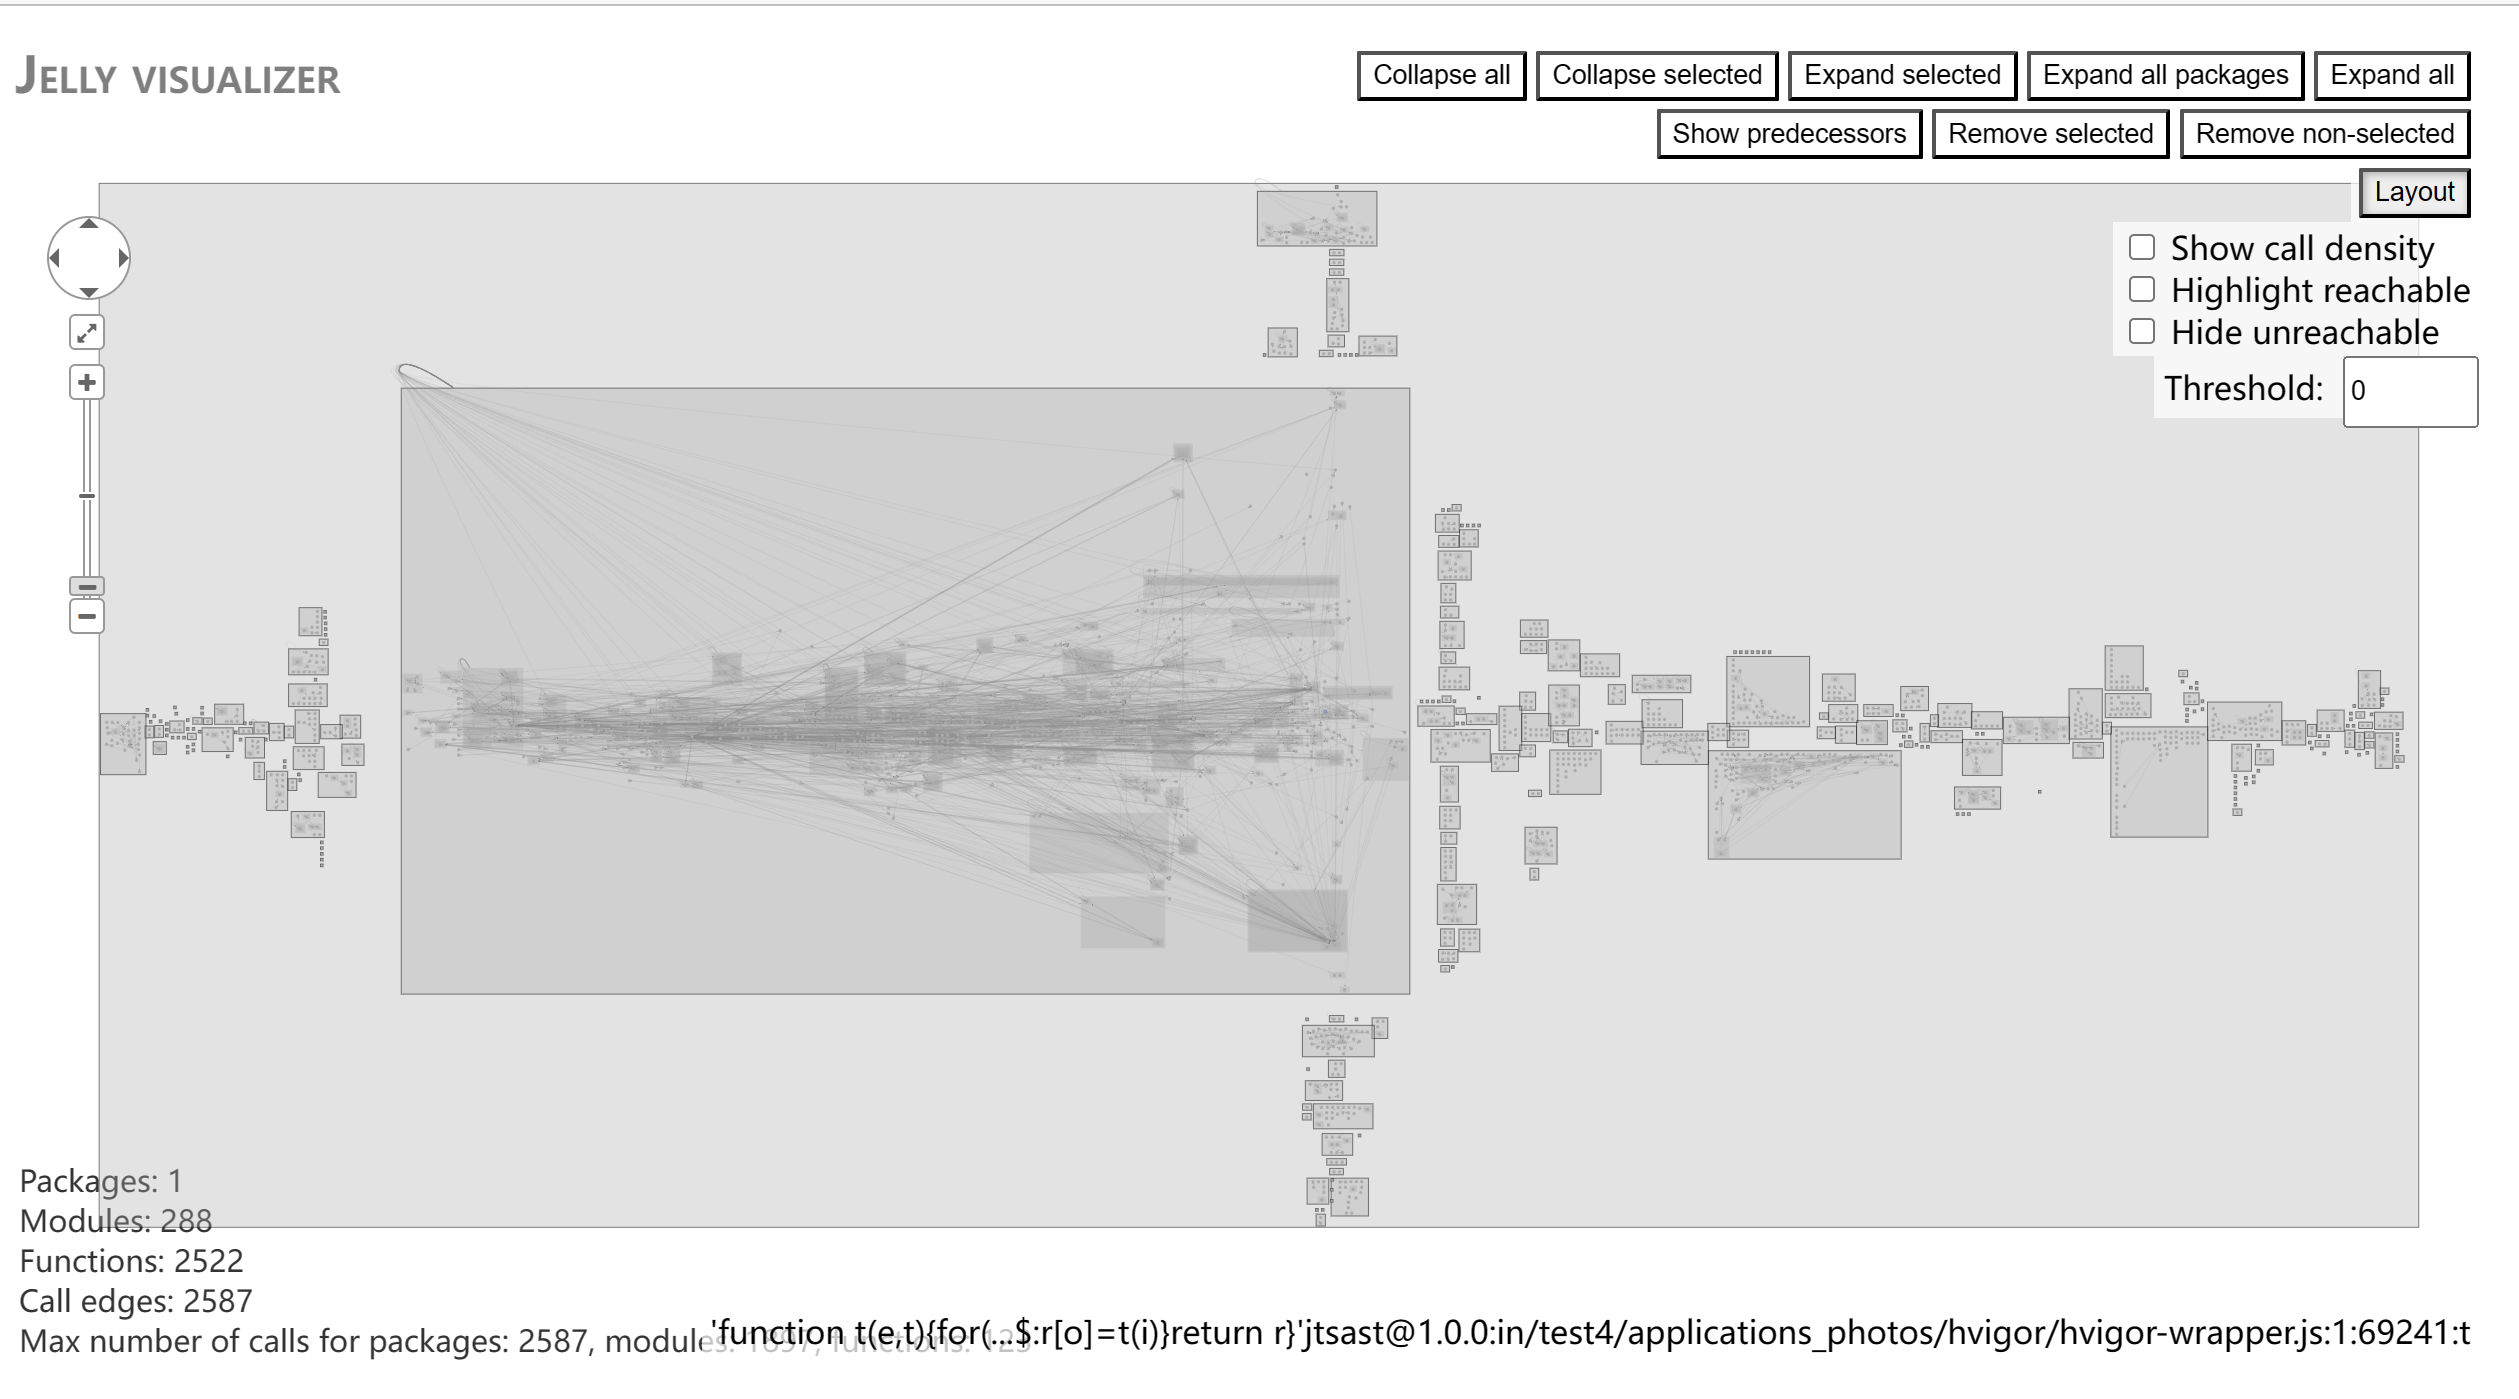 JELLY VISUALIZER
Collapse all Collapse selected Expand selected Expand all packages Expand all
Show predecessors Remove selected Remove non-selected
Layout
Show call density
Highlight reachable
Hide unreachable
Threshold: 0
Packages: 1
Modules: 288
Functions: 2522
Call edges: 2587
Max number of calls for packages: 2587, modules: 1897, functions: 123
'function t(e,t){for(...$:r[o]=t(i)}return r}'jtsast@1.0.0:in/test4/applications_photos/hvigor/hvigor-wrapper.js:1:69241:t